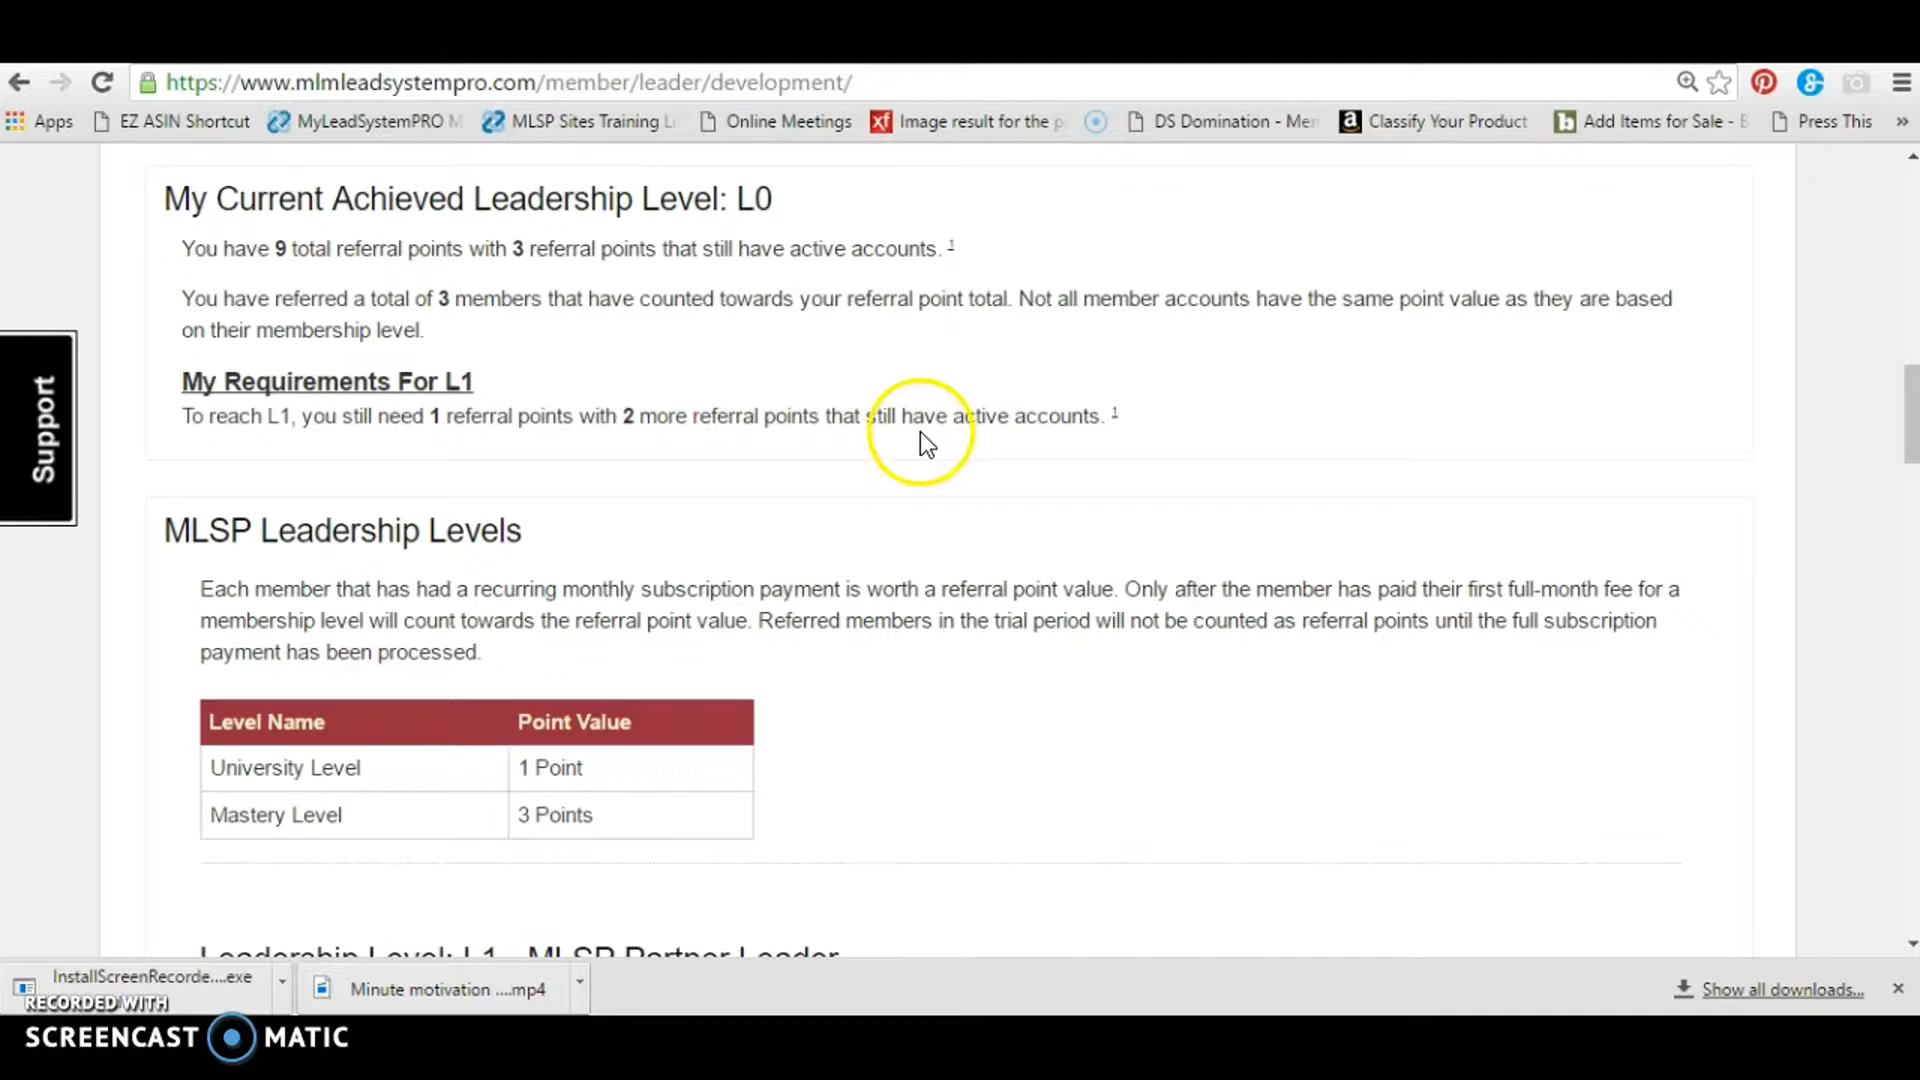 https://www.mlmleadsystempro.com/member/leader/development/
Apps EZ ASIN Shortcut MyLeadSystemPRO M MLSP Sites Training L Online Meetings xf Image result for the p DS Domination - Mem a Classify Your Product b Add Items for Sale - Press This »
My Current Achieved Leadership Level: L0
You have 9 total referral points with 3 referral points that still have active accounts. 1
You have referred a total of 3 members that have counted towards your referral point total. Not all member accounts have the same point value as they are based
on their membership level.
Support
My Requirements For L1
To reach L1, you still need 1 referral points with 2 more referral points that still have active accounts. 1
MLSP Leadership Levels
Each member that has had a recurring monthly subscription payment is worth a referral point value. Only after the member has paid their first full-month fee for a
membership level will count towards the referral point value. Referred members in the trial period will not be counted as referral points until the full subscription
payment has been processed.
Level Name Point Value
University Level 1 Point
Mastery Level 3 Points
Leadership Level: L1 - MLSP Partner Leader
InstallScreenRecorde....exe Minute motivation ....mp4 Show all downloads...
RECORDED WITH
SCREENCAST MATIC